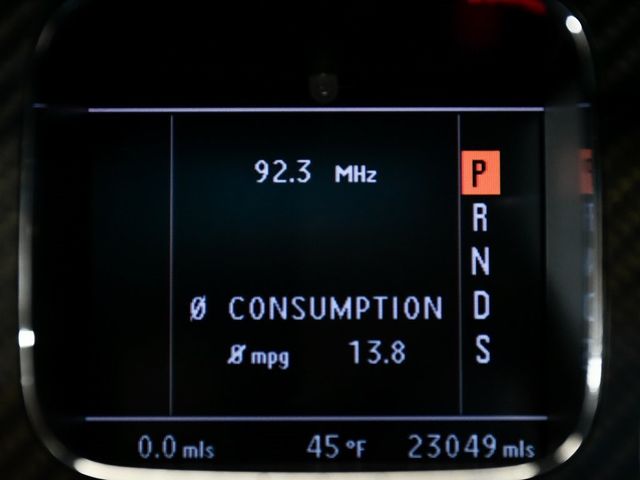 92.3 MHz
P
R
N
D
S
Ø CONSUMPTION
Ø mpg 13.8
0.0 mls 45 °F 23049 mls